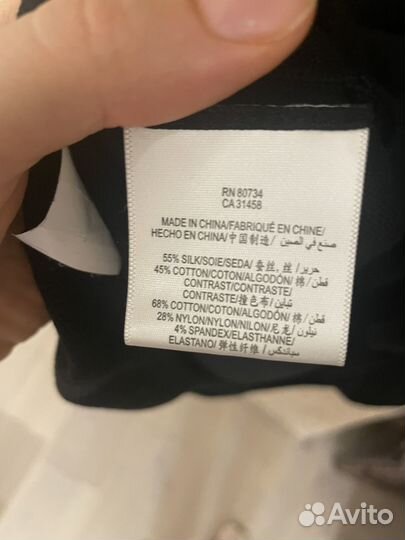 RN 80734
CA 31458
MADE IN CHINA/FABRIQUÉ EN CHINE/
HECHO EN CHINA/中国制造/ صنع في الصين
55% SILK/SOIE/SEDA/ 蚕丝, 丝 / حرير/
45% COTTON/COTON/ALGODÓN/ 棉 / قطن/
CONTRAST/CONTRASTE/
CONTRASTE/撞色布/ تباين/
68% COTTON/COTON/ALGODÓN/ 棉 / قطن/
28% NYLON/NYLON/NILON/尼龙/ نيلون/
4% SPANDEX/ELASTHANNE/
ELASTANO/ 弹性纤维 / سباندكس/
Avito